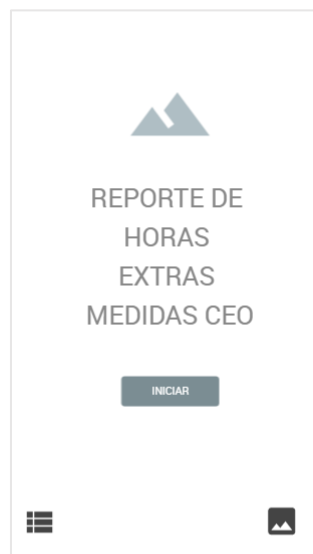 REPORTE DE
HORAS
EXTRAS
MEDIDAS CEO
INICIAR